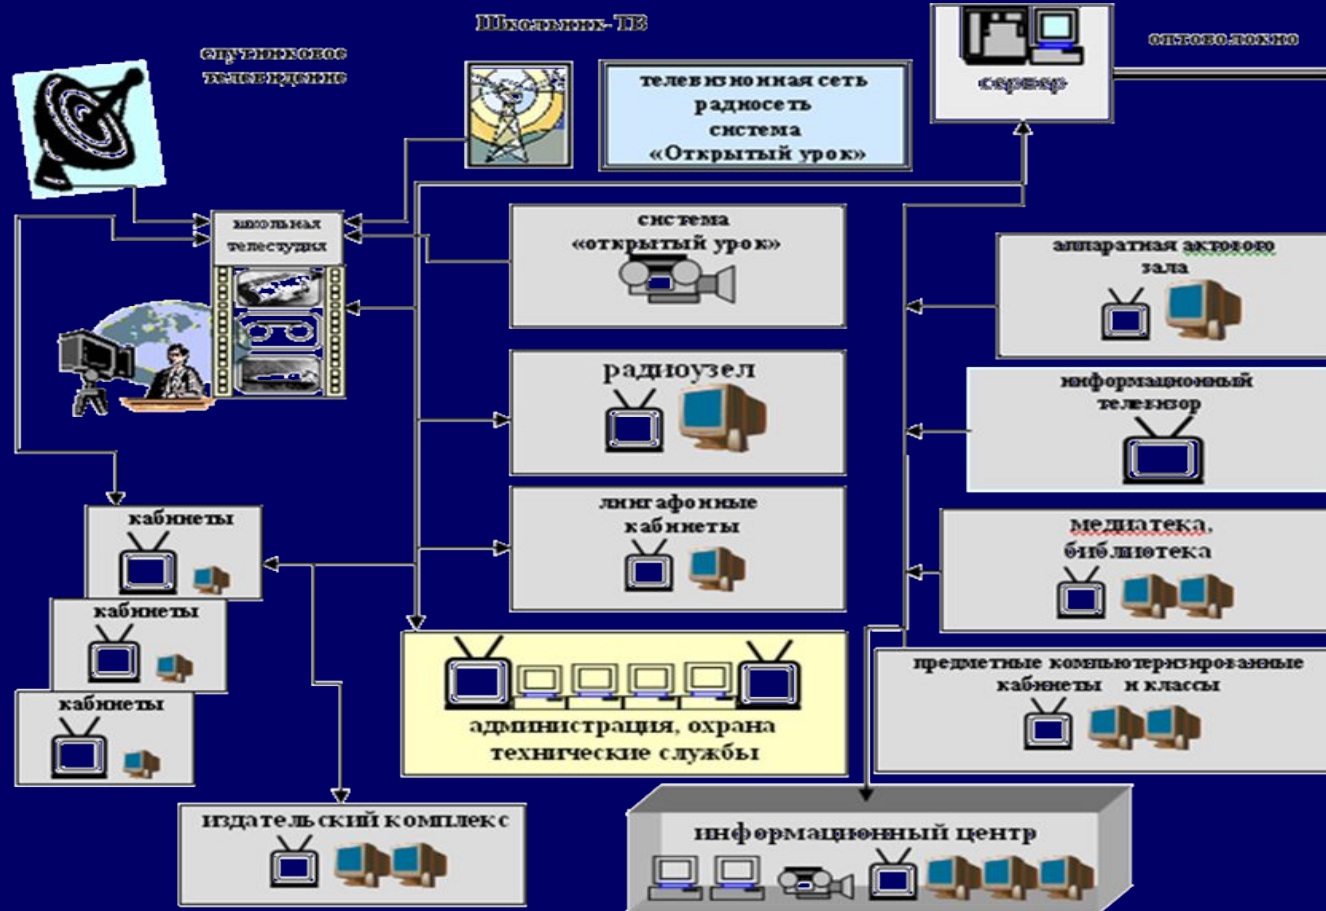 Школьник-ТВ
спутниковое
телевидение
оптоволокно
сервер
телевизионная сеть
радиосеть
система
«Открытый урок»
школьная
телестудия
система
«открытый урок»
аппаратная актового
зала
радиоузел
информационный
телевизор
лингафонные
кабинеты
кабинеты
медиатека,
библиотека
кабинеты
кабинеты
администрация, охрана
технические службы
предметные компьютеризированные
кабинеты и классы
издательский комплекс
информационный центр